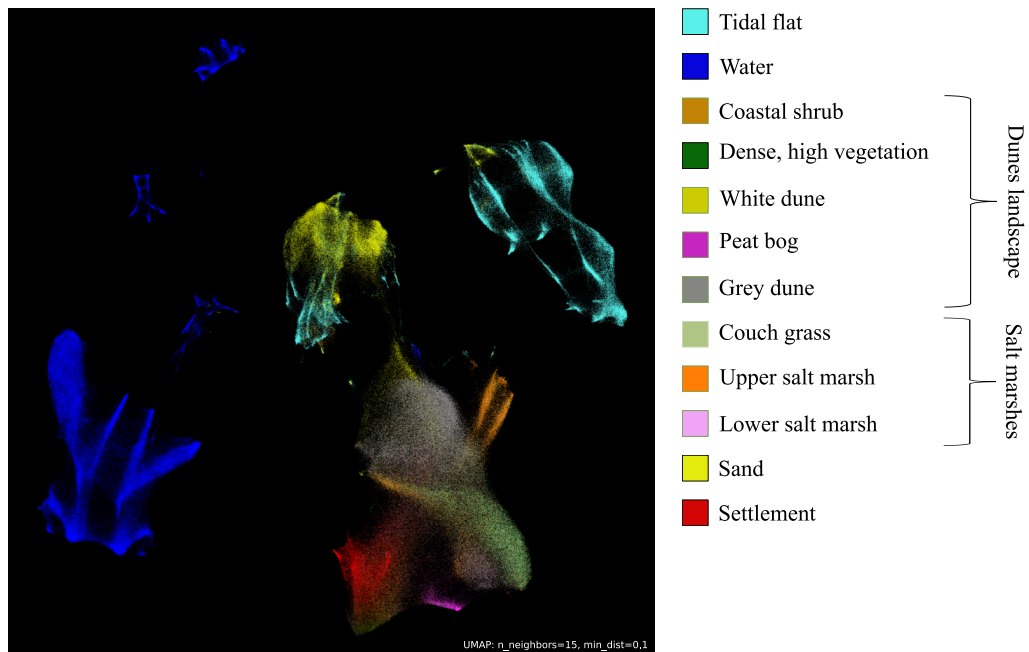 Tidal flat
Water
Coastal shrub
Dense, high vegetation
White dune
Peat bog
Grey dune
Dunes landscape
Couch grass
Upper salt marsh
Lower salt marsh
Salt marshes
Sand
Settlement
UMAP: n_neighbors=15, min_dist=0,1